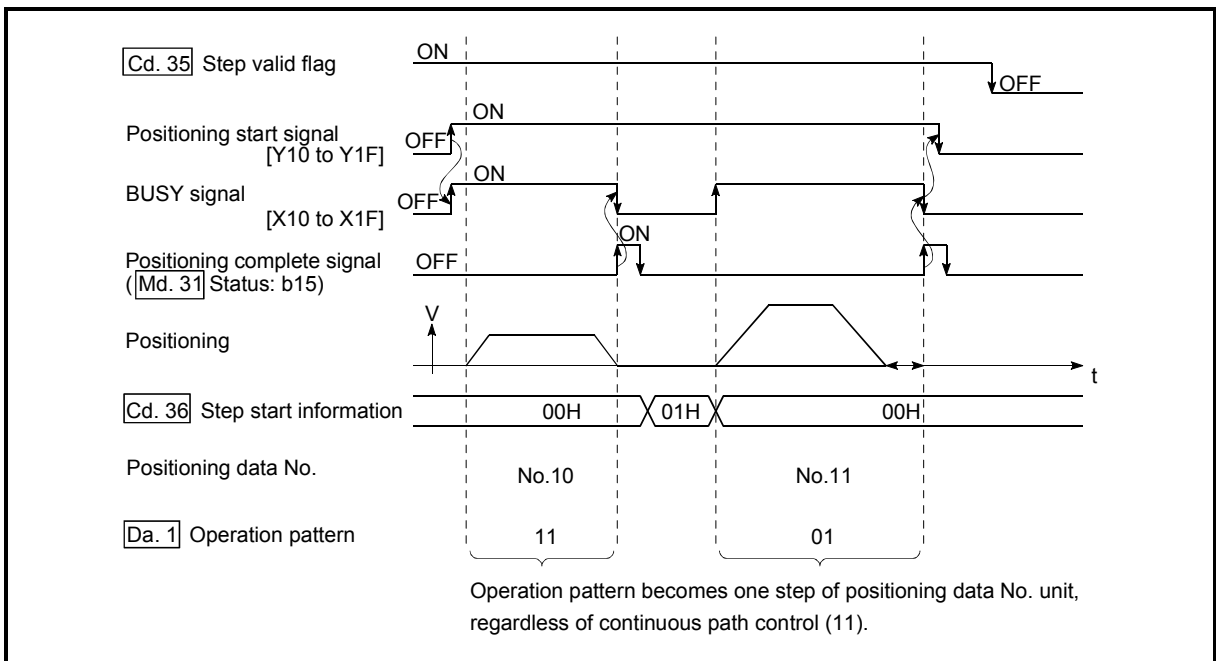 ON
Cd. 35 Step valid flag
OFF
ON
Positioning start signal
OFF
[Y10 to Y1F]
ON
BUSY signal
OFF
[X10 to X1F]
ON
Positioning complete signal
OFF
( Md. 31 Status: b15)
V
Positioning
t
Cd. 36 Step start information 00H 01H 00H
Positioning data No. No.10 No.11
Da. 1 Operation pattern 11 01
Operation pattern becomes one step of positioning data No. unit,
regardless of continuous path control (11).